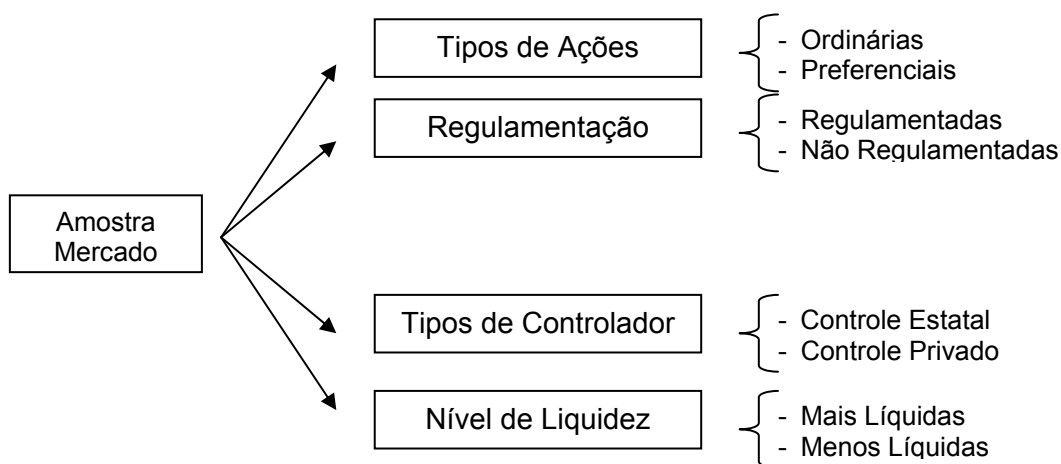 Tipos de Ações
- Ordinárias
- Preferenciais
Regulamentação
- Regulamentadas
- Não Regulamentadas
Amostra
Mercado
Tipos de Controlador
- Controle Estatal
- Controle Privado
Nível de Liquidez
- Mais Líquidas
- Menos Líquidas